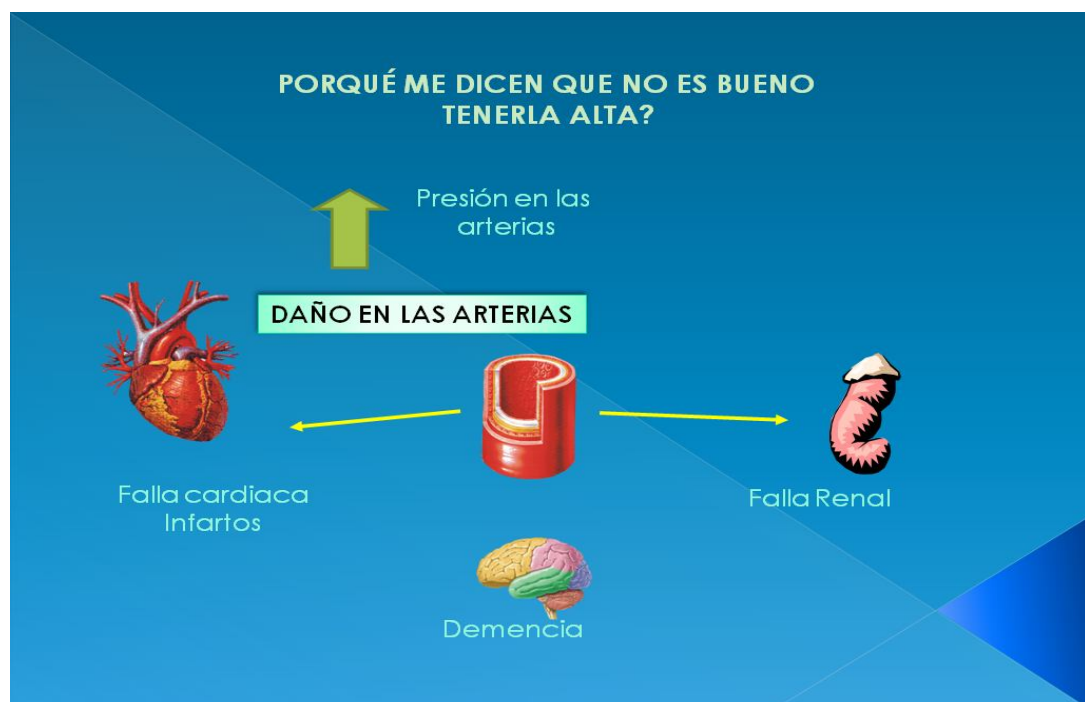 PORQUÉ ME DICEN QUE NO ES BUENO
TENERLA ALTA?
Presión en las
arterias
DAÑO EN LAS ARTERIAS
Falla cardiaca
Infartos
Falla Renal
Demencia